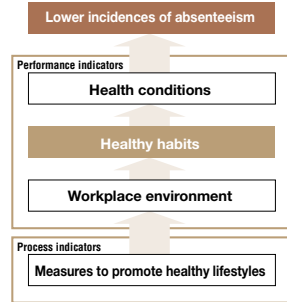 Lower incidences of absenteeism
Performance indicators
Health conditions
Healthy habits
Workplace environment
Process indicators
Measures to promote healthy lifestyles